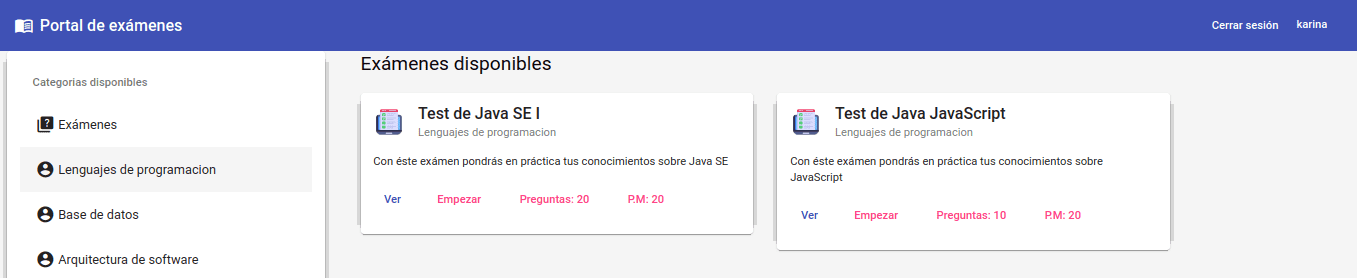 Portal de exámenes
Cerrar sesión
karina
Categorias disponibles
Exámenes
Lenguajes de programacion
Base de datos
Arquitectura de software
Exámenes disponibles
Test de Java SE I
Lenguajes de programacion
Con éste exámen pondrás en práctica tus conocimientos sobre Java SE
Ver Empezar Preguntas: 20 P.M: 20
Test de Java JavaScript
Lenguajes de programacion
Con éste exámen pondrás en práctica tus conocimientos sobre
JavaScript
Ver Empezar Preguntas: 10 P.M: 20